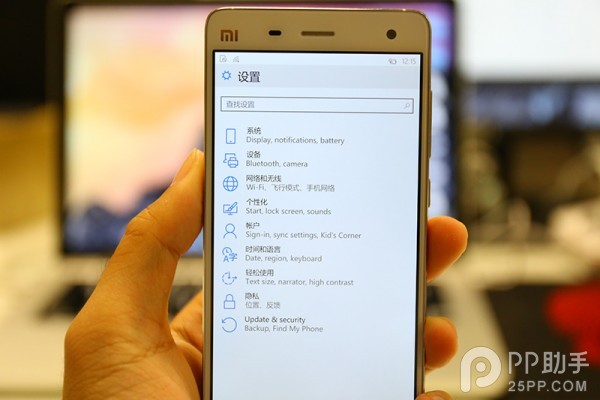 MI
12:15
设置
查找设置
系统
Display, notifications, battery
设备
Bluetooth, camera
网络和无线
Wi-Fi、飞行模式、手机网络
个性化
Start, lock screen, sounds
帐户
Sign-in, sync settings, Kid's Corner
时间和语言
Date, region, keyboard
轻松使用
Text size, narrator, high contrast
隐私
位置、反馈
Update & security
Backup, Find My Phone
PP助手
25PP.COM